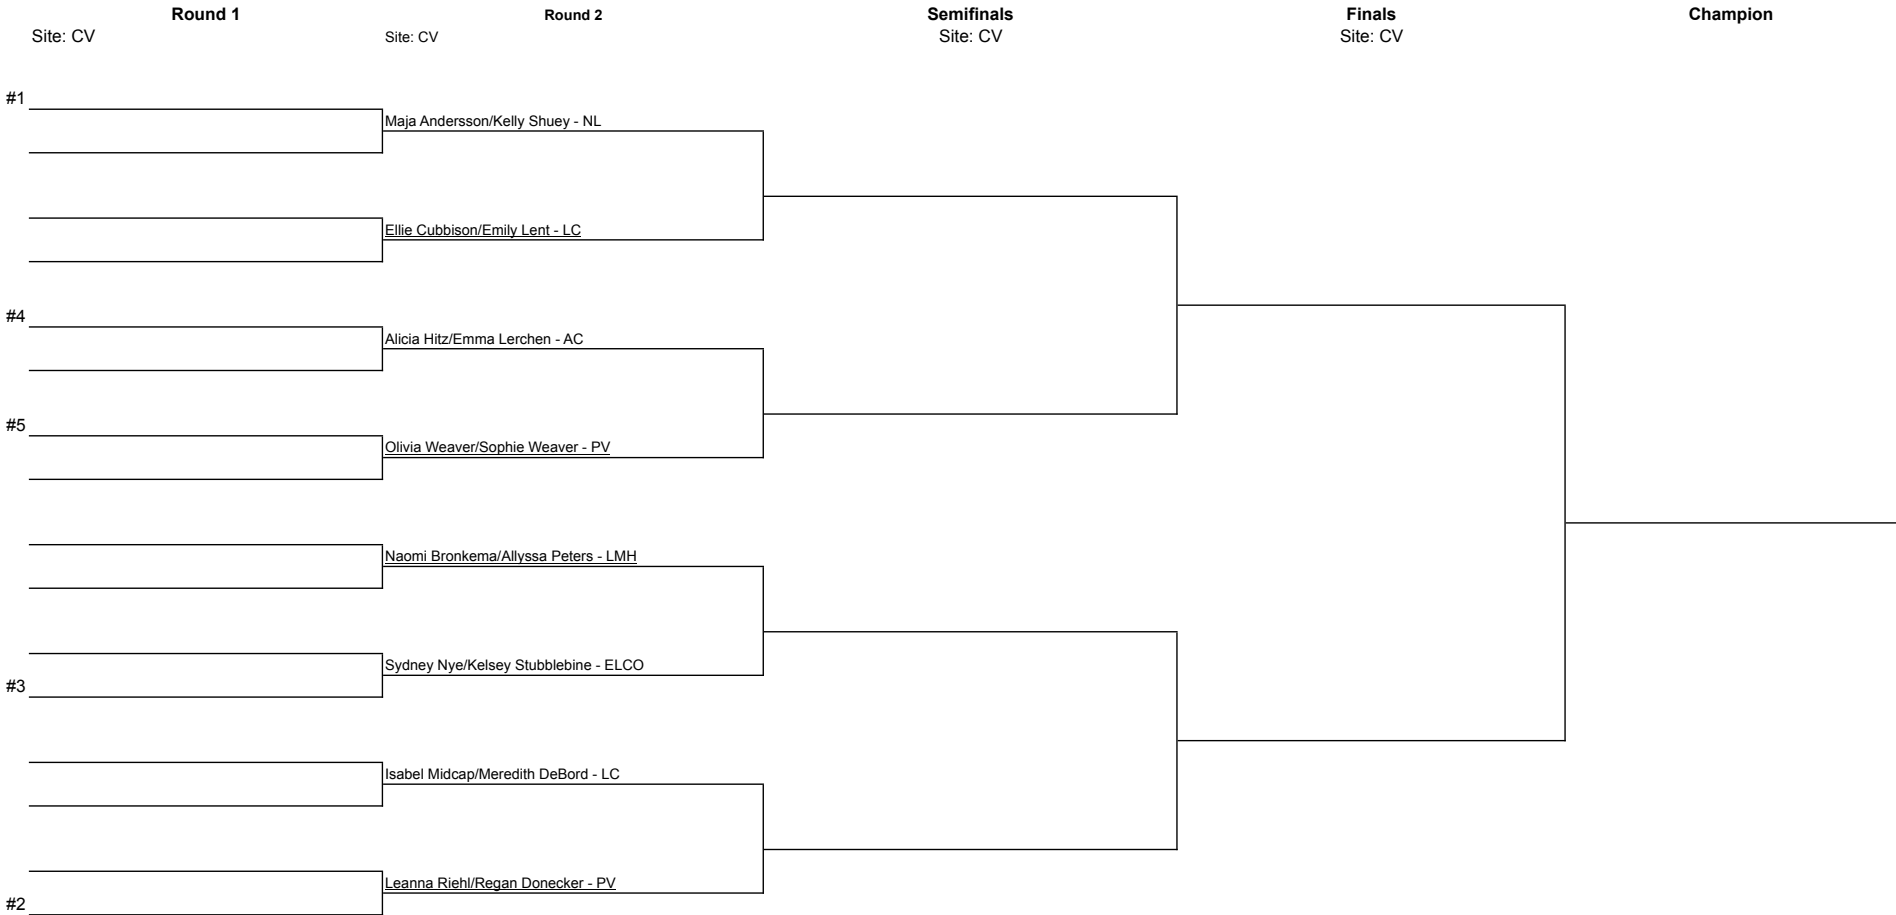 Round 1 Round 2 Semifinals Finals Champion
Site: CV Site: CV Site: CV Site: CV
#1
Maja Andersson/Kelly Shuey - NL
Ellie Cubbison/Emily Lent - LC
#4
Alicia Hitz/Emma Lerchen - AC
#5
Olivia Weaver/Sophie Weaver - PV
Naomi Bronkema/Allyssa Peters - LMH
Sydney Nye/Kelsey Stubblebine - ELCO
#3
Isabel Midcap/Meredith DeBord - LC
Leanna Riehl/Regan Donecker - PV
#2